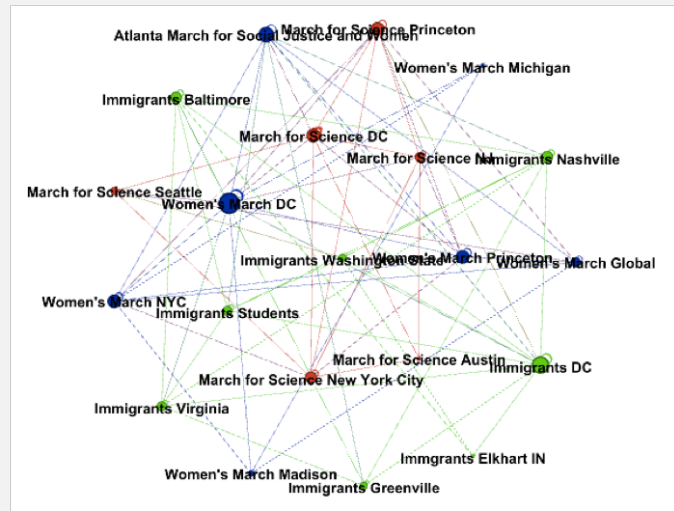 March for Science Princeton
Atlanta March for Social Justice and Women
Women's March Michigan
Immigrants Baltimore
March for Science DC
March for Science NJ
Immigrants Nashville
March for Science Seattle
Women's March DC
Immigrants Washington State
Women's March Princeton
Women's March Global
Women's March NYC
Immigrants Students
March for Science Austin
Immigrants DC
March for Science New York City
Immigrants Virginia
Immgrants Elkhart IN
Women's March Madison
Immigrants Greenville